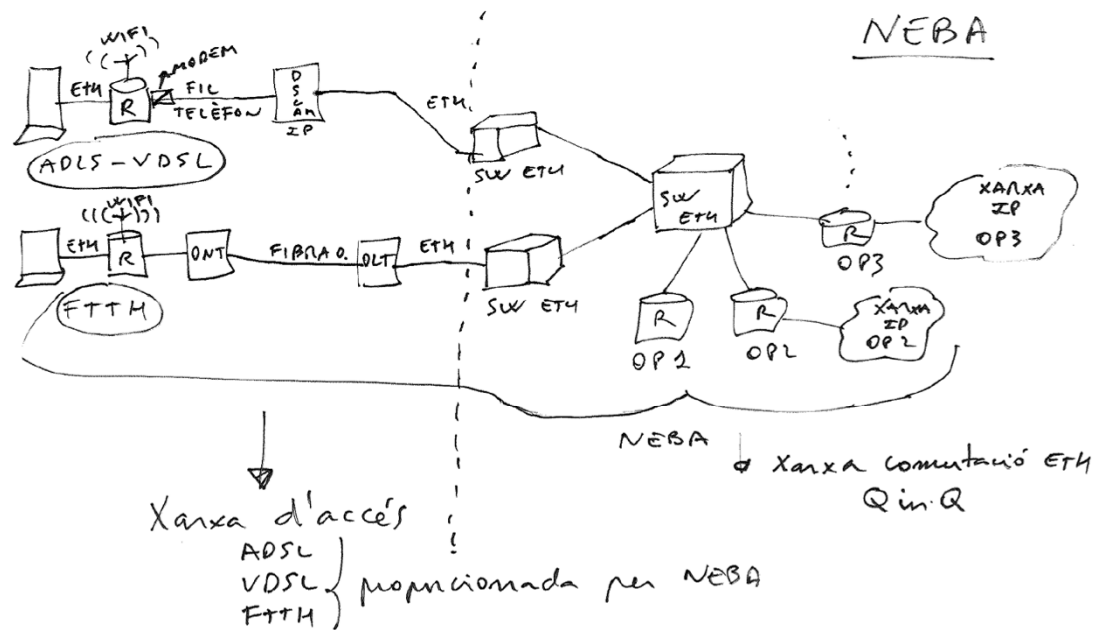 NEBA
WIFI
MODEM
ETH
R
FIL
TELÈFON
DSLAM
IP
ETH
SW ETH
ADLS - VDSL
WIFI
ETH
R
ONT
FIBRA O.
OLT
ETH
SW ETH
FTTH
SW
ETH
R
OP1
R
OP2
XARXA
IP
OP2
R
OP3
XARXA
IP
OP3
NEBA
Xarxa comutació ETH
Q in Q
Xarxa d'accés
ADSL
VDSL
FTTH
proporcionada per NEBA